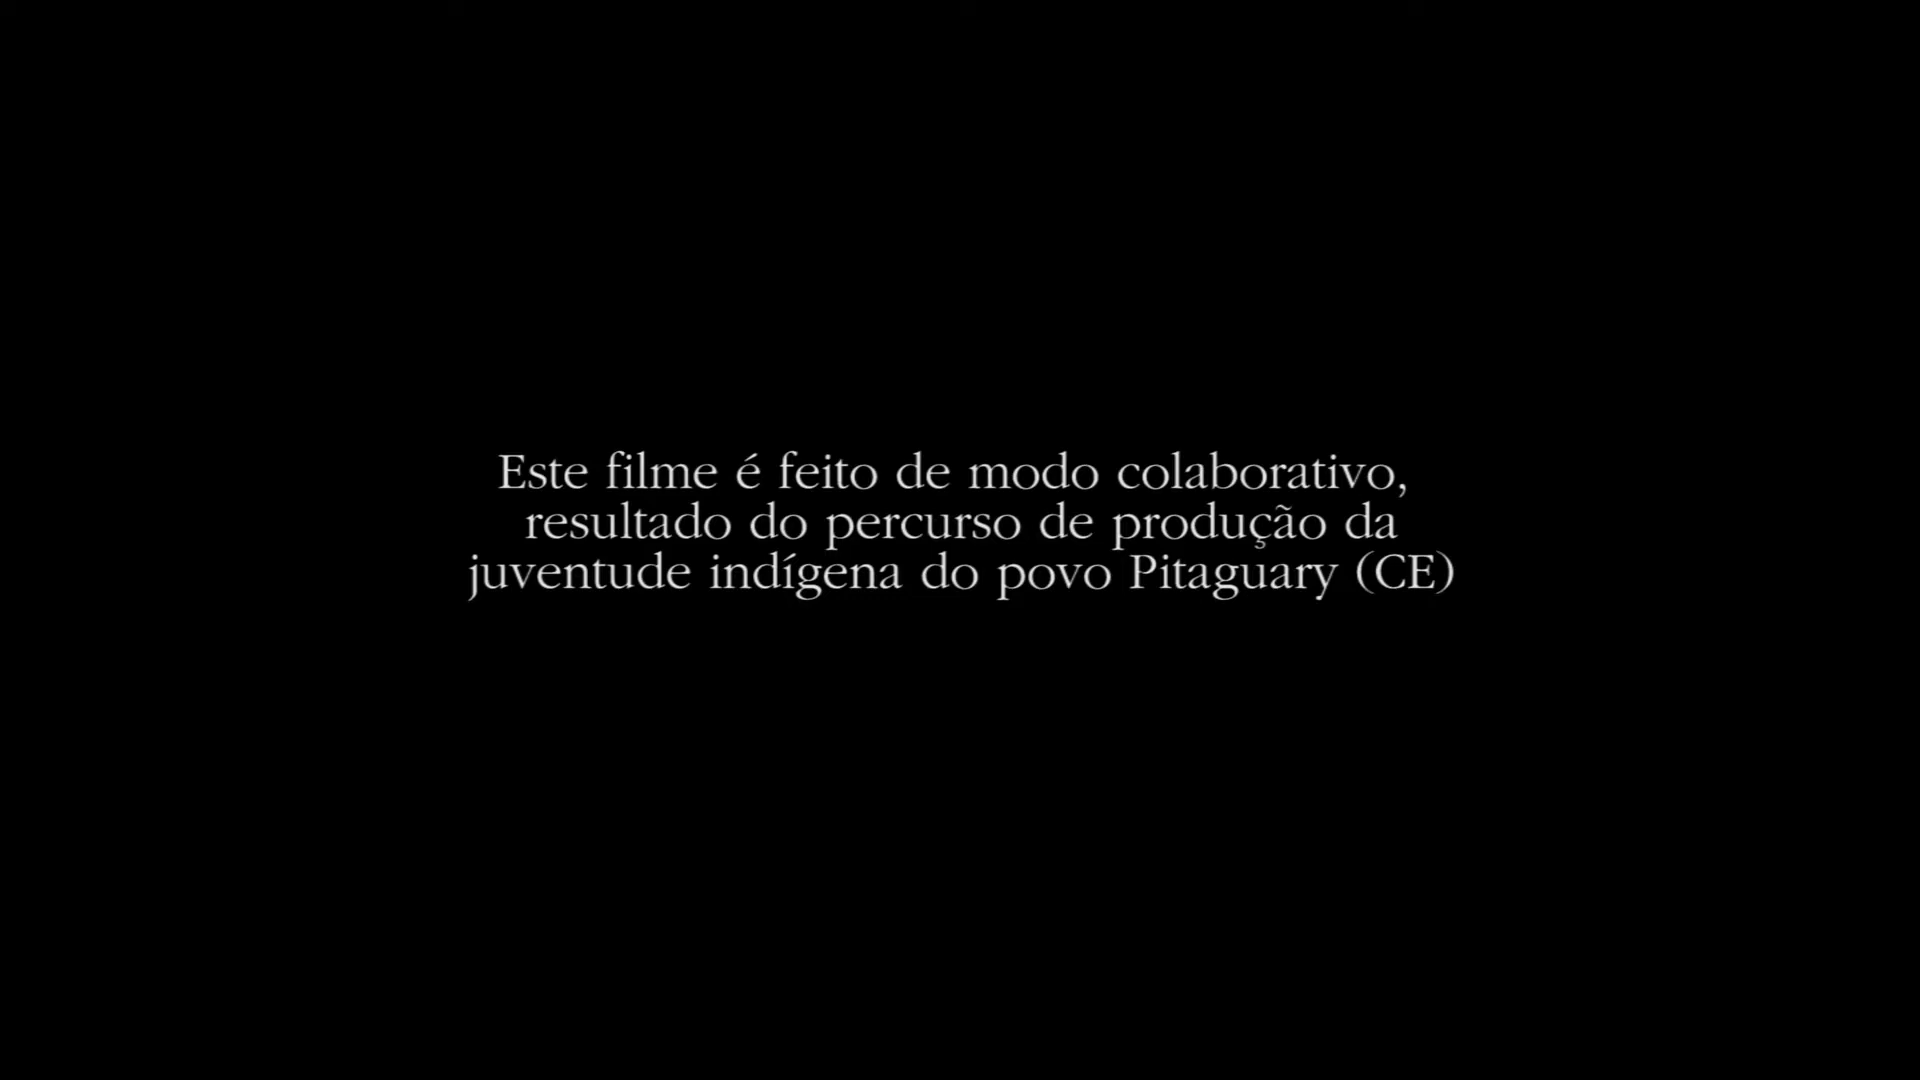 Este filme é feito de modo colaborativo,
resultado do percurso de produção da
juventude indígena do povo Pitaguary (CE)